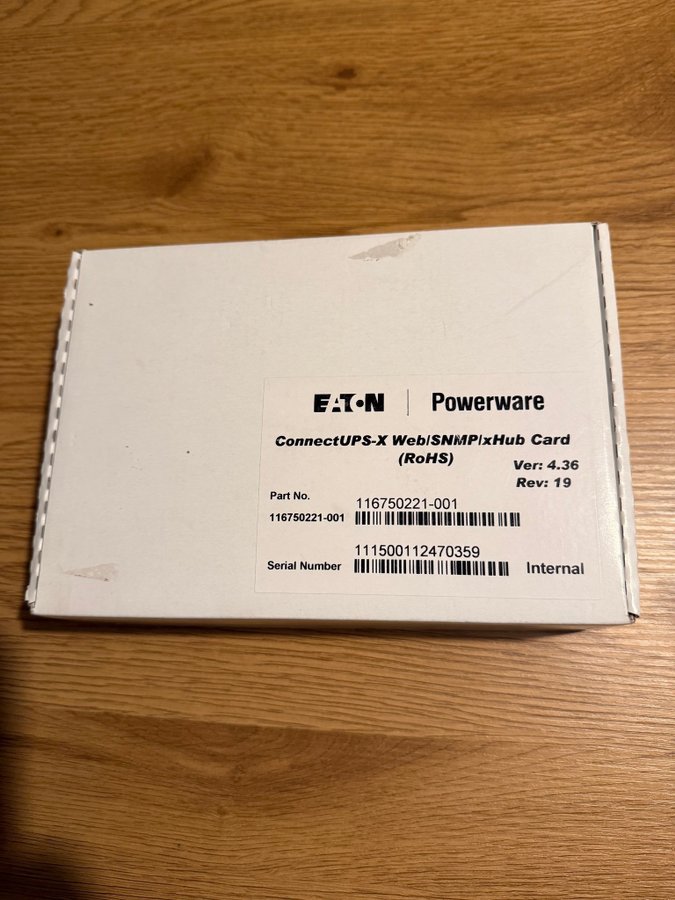 EATON | Powerware
ConnectUPS-X Web/SNMP/xHub Card
(RoHS)
Ver: 4.36
Rev: 19
Part No.
116750221-001
116750221-001
111500112470359
Serial Number
Internal